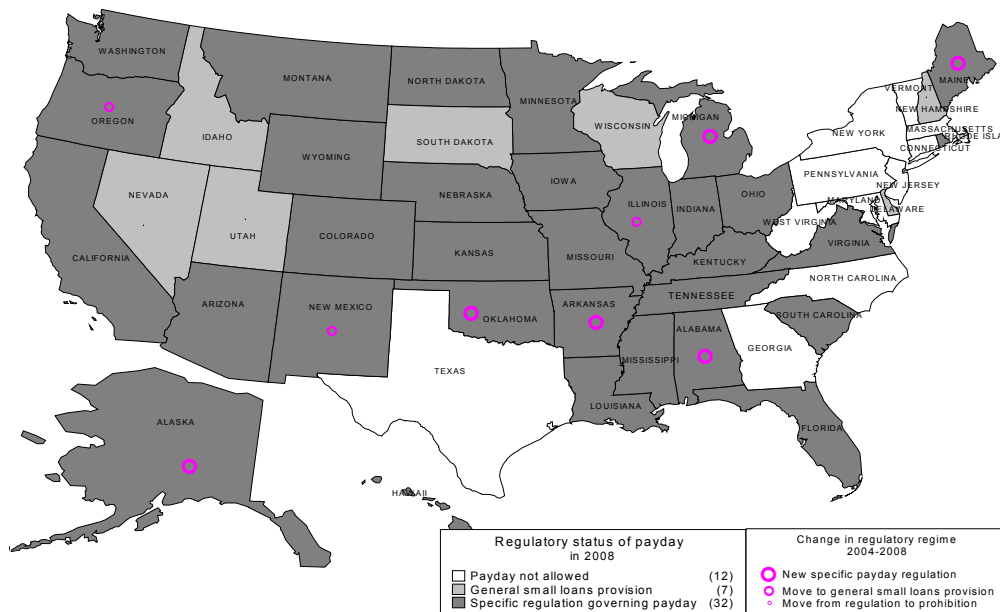 WASHINGTON
MONTANA
NORTH DAKOTA
MINNESOTA
MAINE
VERMONT
NEW HAMPSHIRE
OREGON
IDAHO
SOUTH DAKOTA
WISCONSIN
MICHIGAN
NEW YORK
MASSACHUSETTS
RHODE ISLA
CONNECTICUT
WYOMING
PENNSYLVANIA
NEW JERSEY
NEVADA
NEBRASKA
IOWA
ILLINOIS
INDIANA
OHIO
MARYLAND
DELAWARE
WEST VIRGINIA
UTAH
COLORADO
CALIFORNIA
KANSAS
MISSOURI
KENTUCKY
VIRGINIA
ARIZONA
NEW MEXICO
OKLAHOMA
ARKANSAS
TENNESSEE
NORTH CAROLINA
SOUTH CAROLINA
MISSISSIPPI
ALABAMA
GEORGIA
TEXAS
LOUISIANA
FLORIDA
ALASKA
HAWAII
Regulatory status of payday
in 2008
Payday not allowed (12)
General small loans provision (7)
Specific regulation governing payday (32)
Change in regulatory regime
2004-2008
New specific payday regulation
Move to general small loans provision
Move from regulation to prohibition